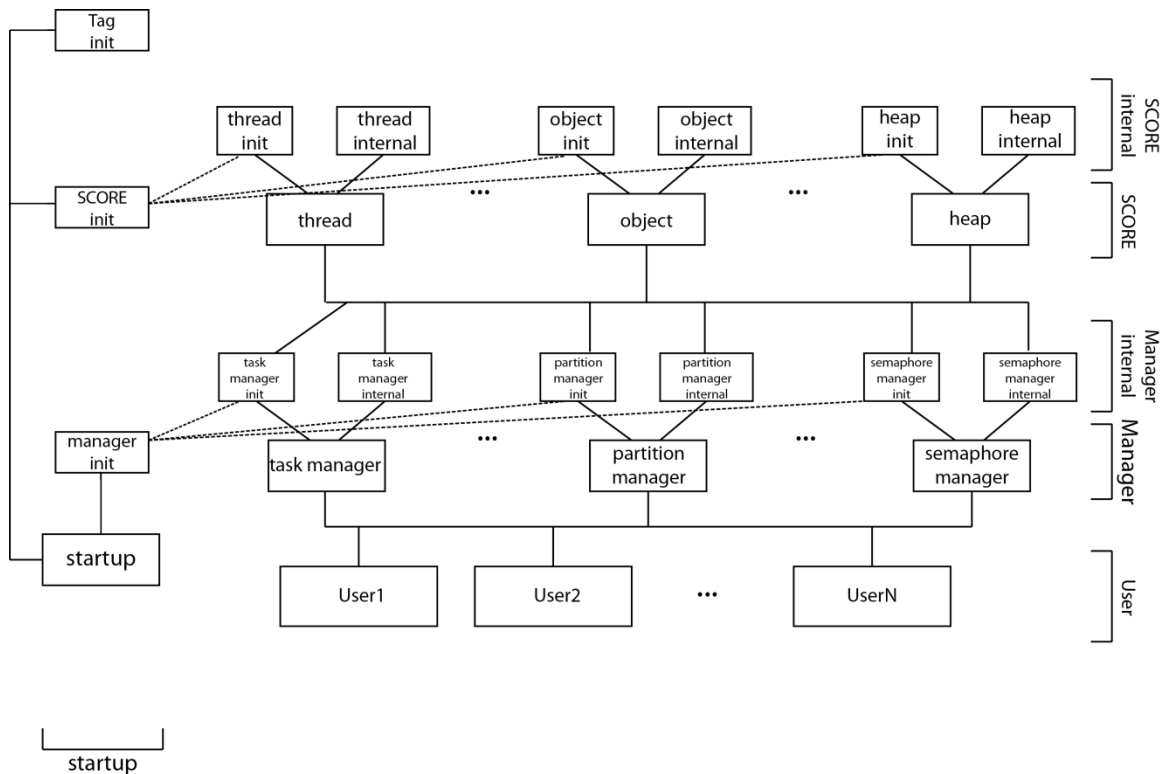 Tag
init
thread
init
thread
internal
object
init
object
internal
heap
init
heap
internal
SCORE
internal
SCORE
init
...
...
thread
object
heap
SCORE
task
manager
init
task
manager
internal
partition
manager
init
partition
manager
internal
semaphore
manager
init
semaphore
manager
internal
Manager
internal
manager
init
...
...
task manager
partition
manager
semaphore
manager
Manager
startup
User1
User2
...
UserN
User
startup